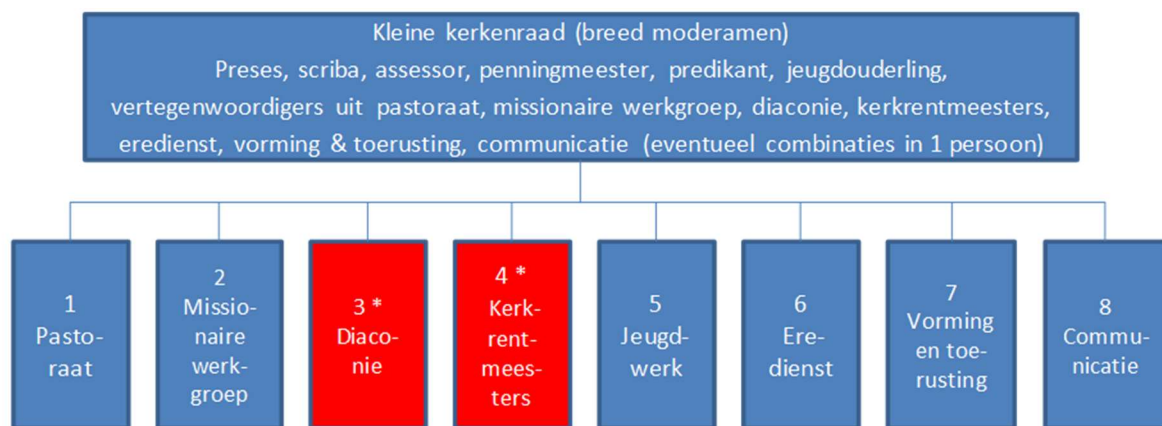 Kleine kerkenraad (breed moderamen)
Preses, scriba, assessor, penningmeester, predikant, jeugdouderling,
vertegenwoordigers uit pastoraat, missionaire werkgroep, diaconie, kerkrentmeesters,
eredienst, vorming & toerusting, communicatie (eventueel combinaties in 1 persoon)
1
Pasto-
raat
2
Missio-
naire
werk-
groep
3 *
Diaco-
nie
4 *
Kerk-
rent-
mees-
ters
5
Jeugd-
werk
6
Ere-
dienst
7
Vorming
en toe-
rusting
8
Commu-
nicatie